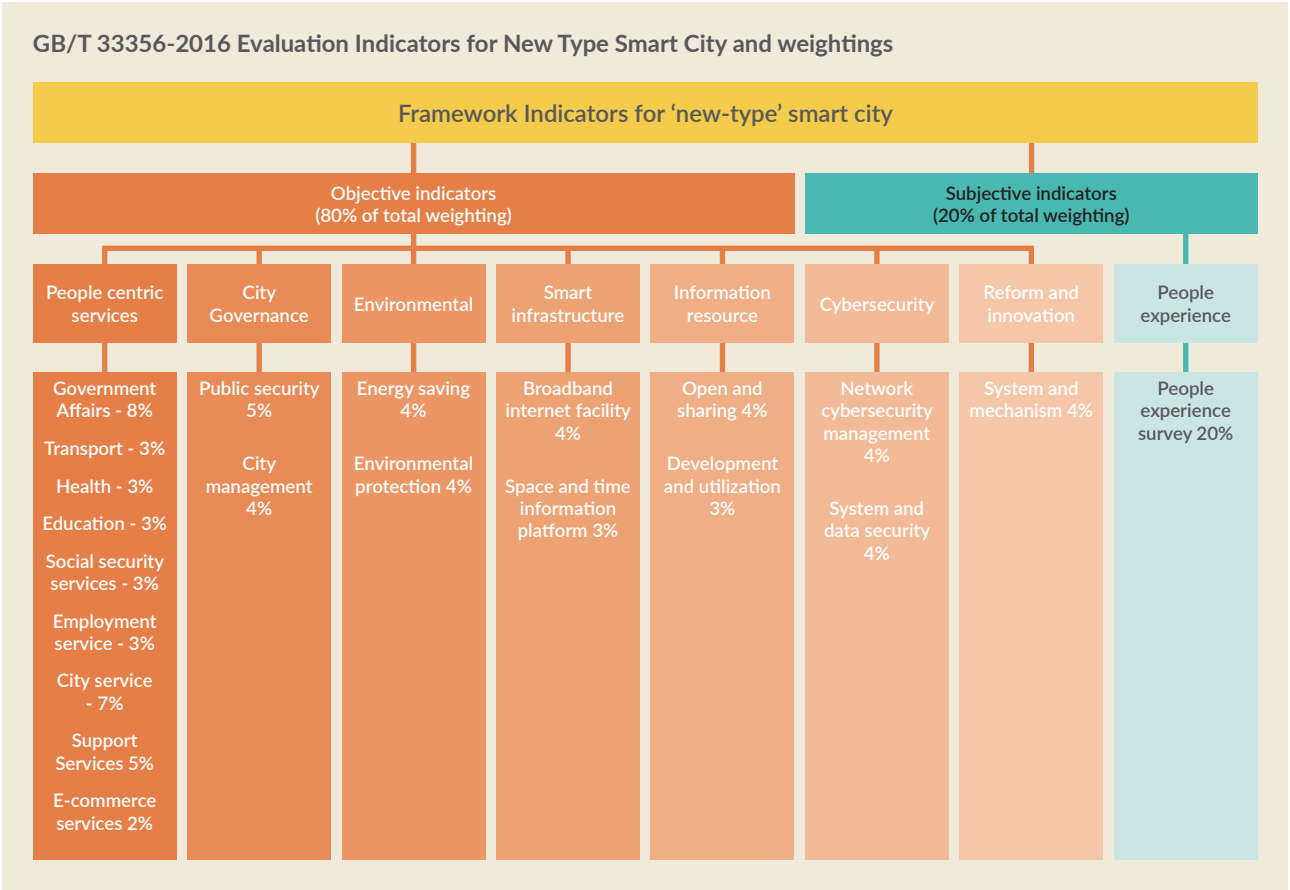 GB/T 33356-2016 Evaluation Indicators for New Type Smart City and weightings
Framework Indicators for ‘new-type’ smart city
Objective indicators
(80% of total weighting)
Subjective indicators
(20% of total weighting)
People centric
services
City
Governance
Environmental
Smart
infrastructure
Information
resource
Cybersecurity
Reform and
innovation
People
experience
Government
Affairs - 8%
Transport - 3%
Health - 3%
Education - 3%
Social security
services - 3%
Employment
service - 3%
City service
- 7%
Support
Services 5%
E-commerce
services 2%
Public security
5%
City
management
4%
Energy saving
4%
Environmental
protection 4%
Broadband
internet facility
4%
Space and time
information
platform 3%
Open and
sharing 4%
Development
and utilization
3%
Network
cybersecurity
management
4%
System and
data security
4%
System and
mechanism 4%
People
experience
survey 20%